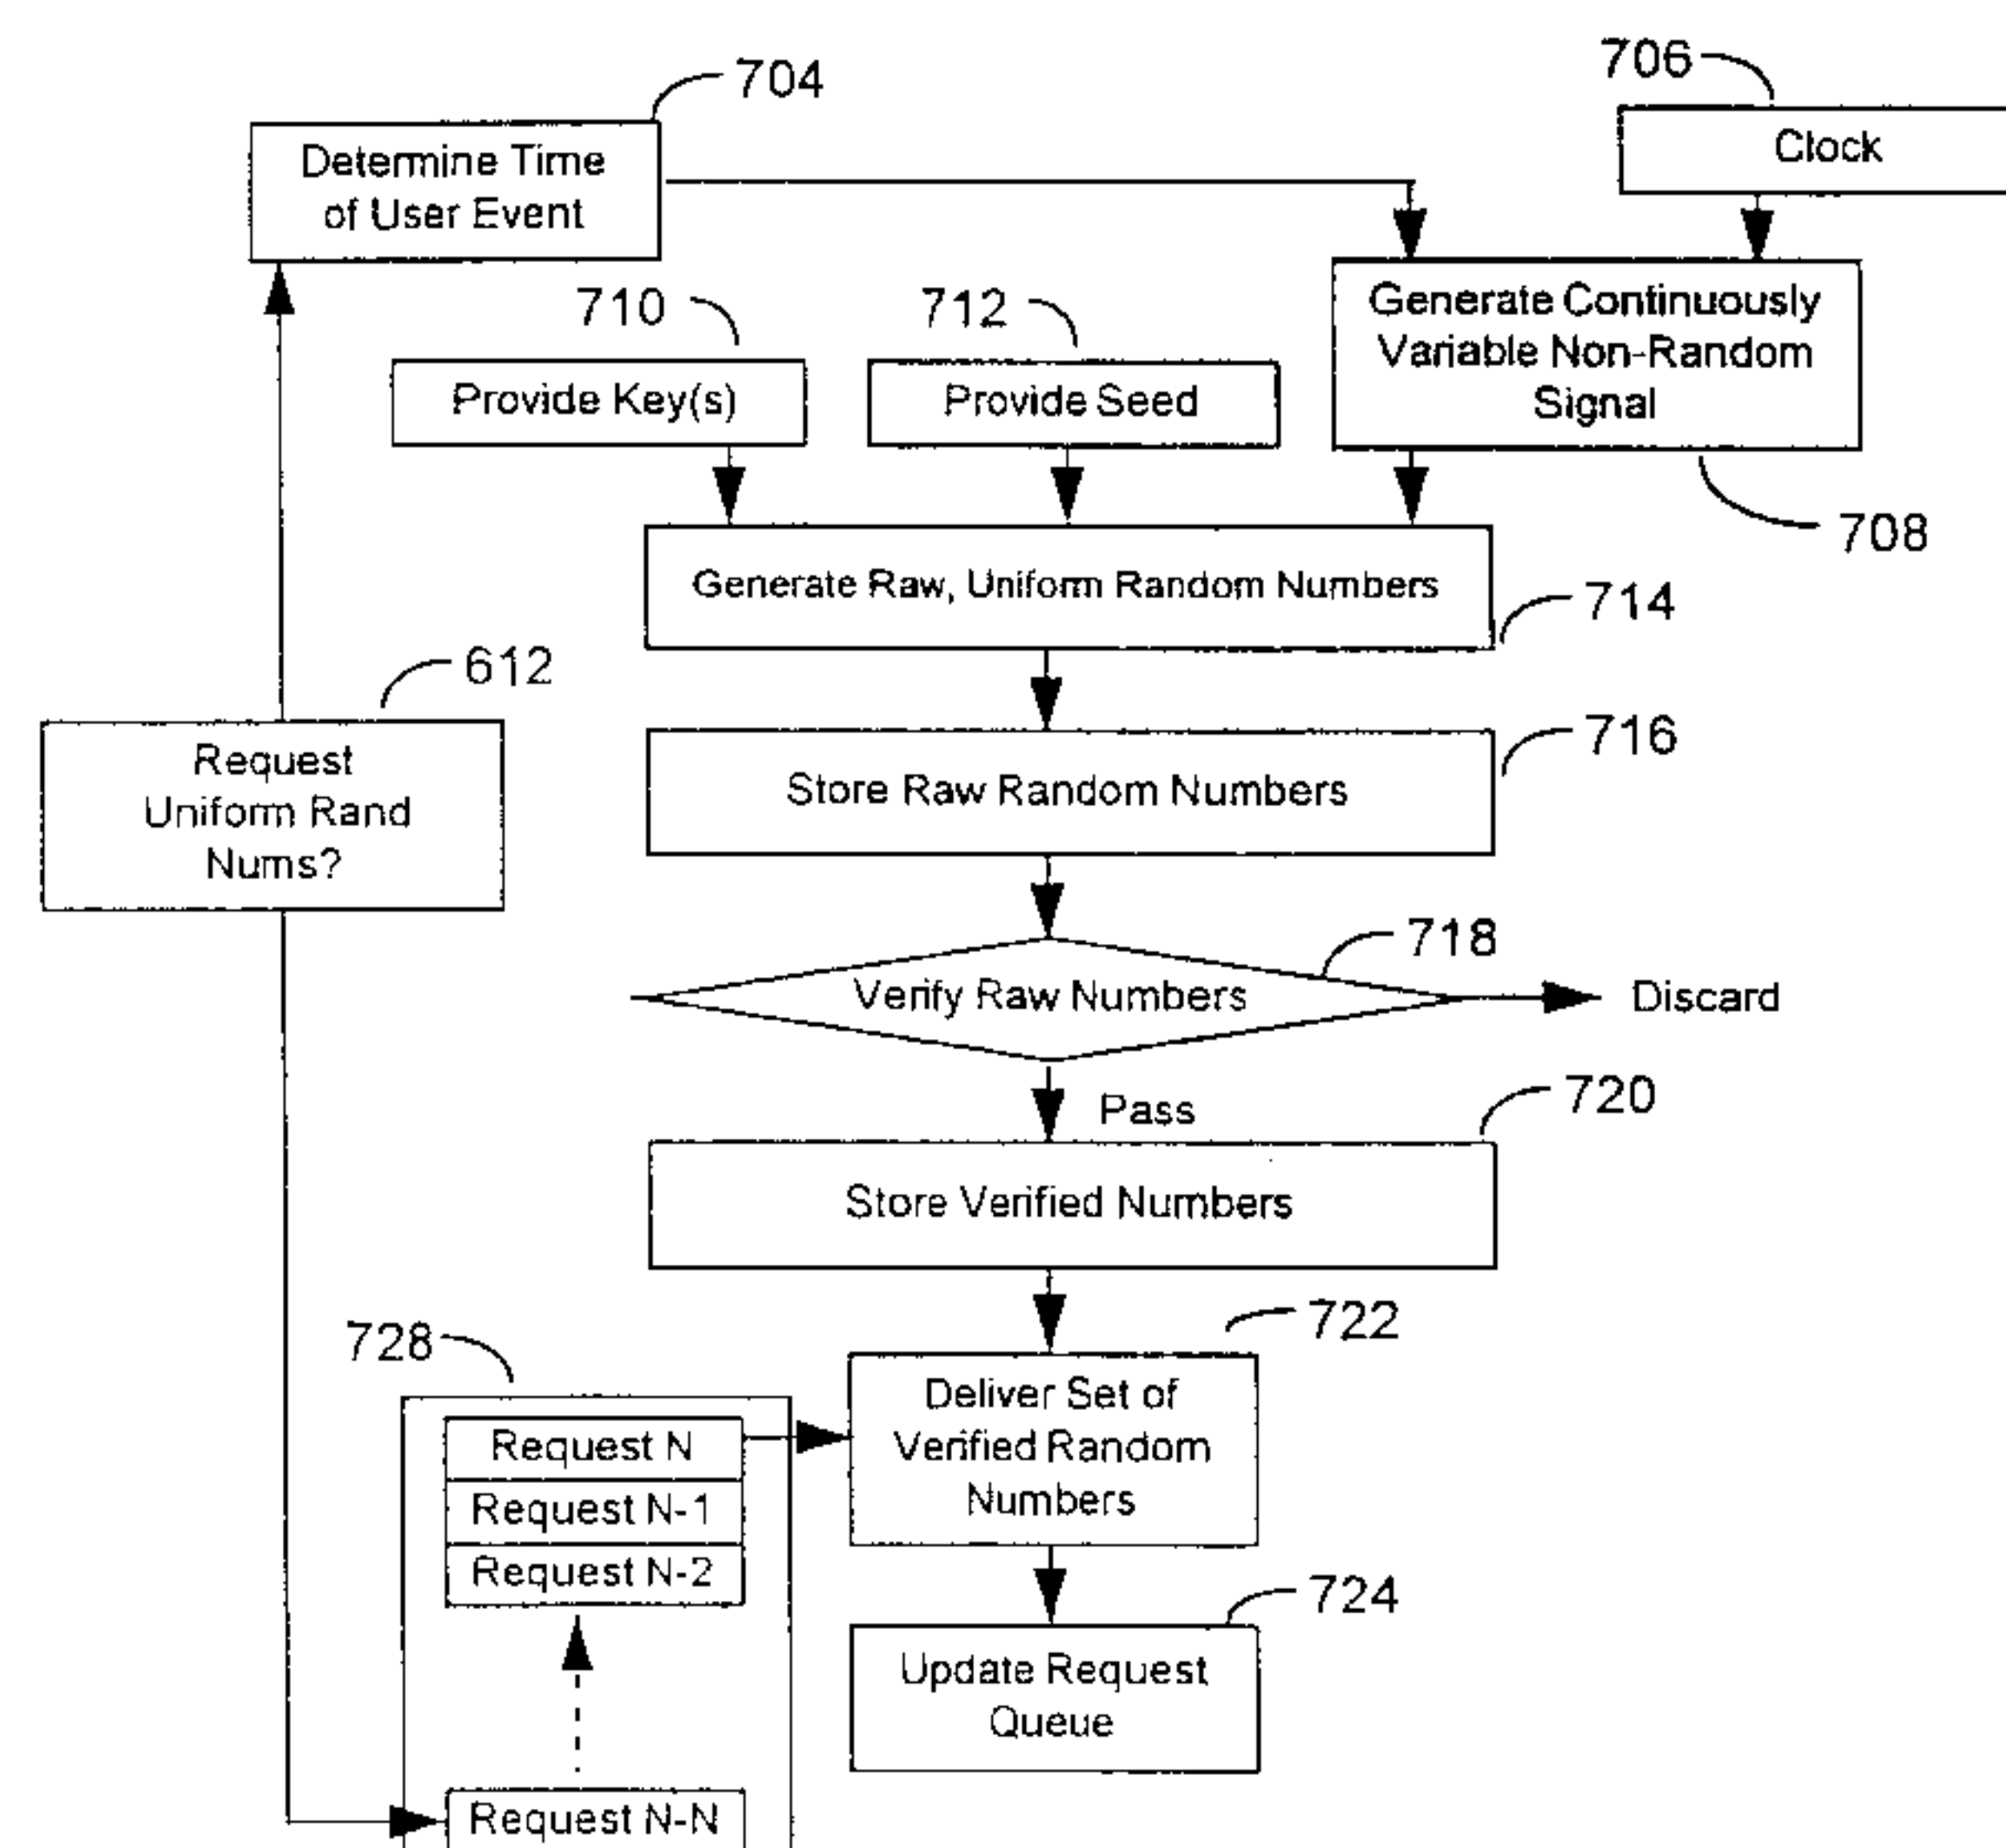 704
706
Determine Time
of User Event
Clock
710
712
Generate Continuously
Variable Non-Random
Signal
Provide Key(s)
Provide Seed
708
Generate Raw, Uniform Random Numbers
714
612
Request
Uniform Rand
Nums?
716
Store Raw Random Numbers
718
Verify Raw Numbers
Discard
Pass
720
Store Verified Numbers
722
728
Deliver Set of
Verified Random
Numbers
Request N
Request N-1
Request N-2
724
Update Request
Queue
Request N-N